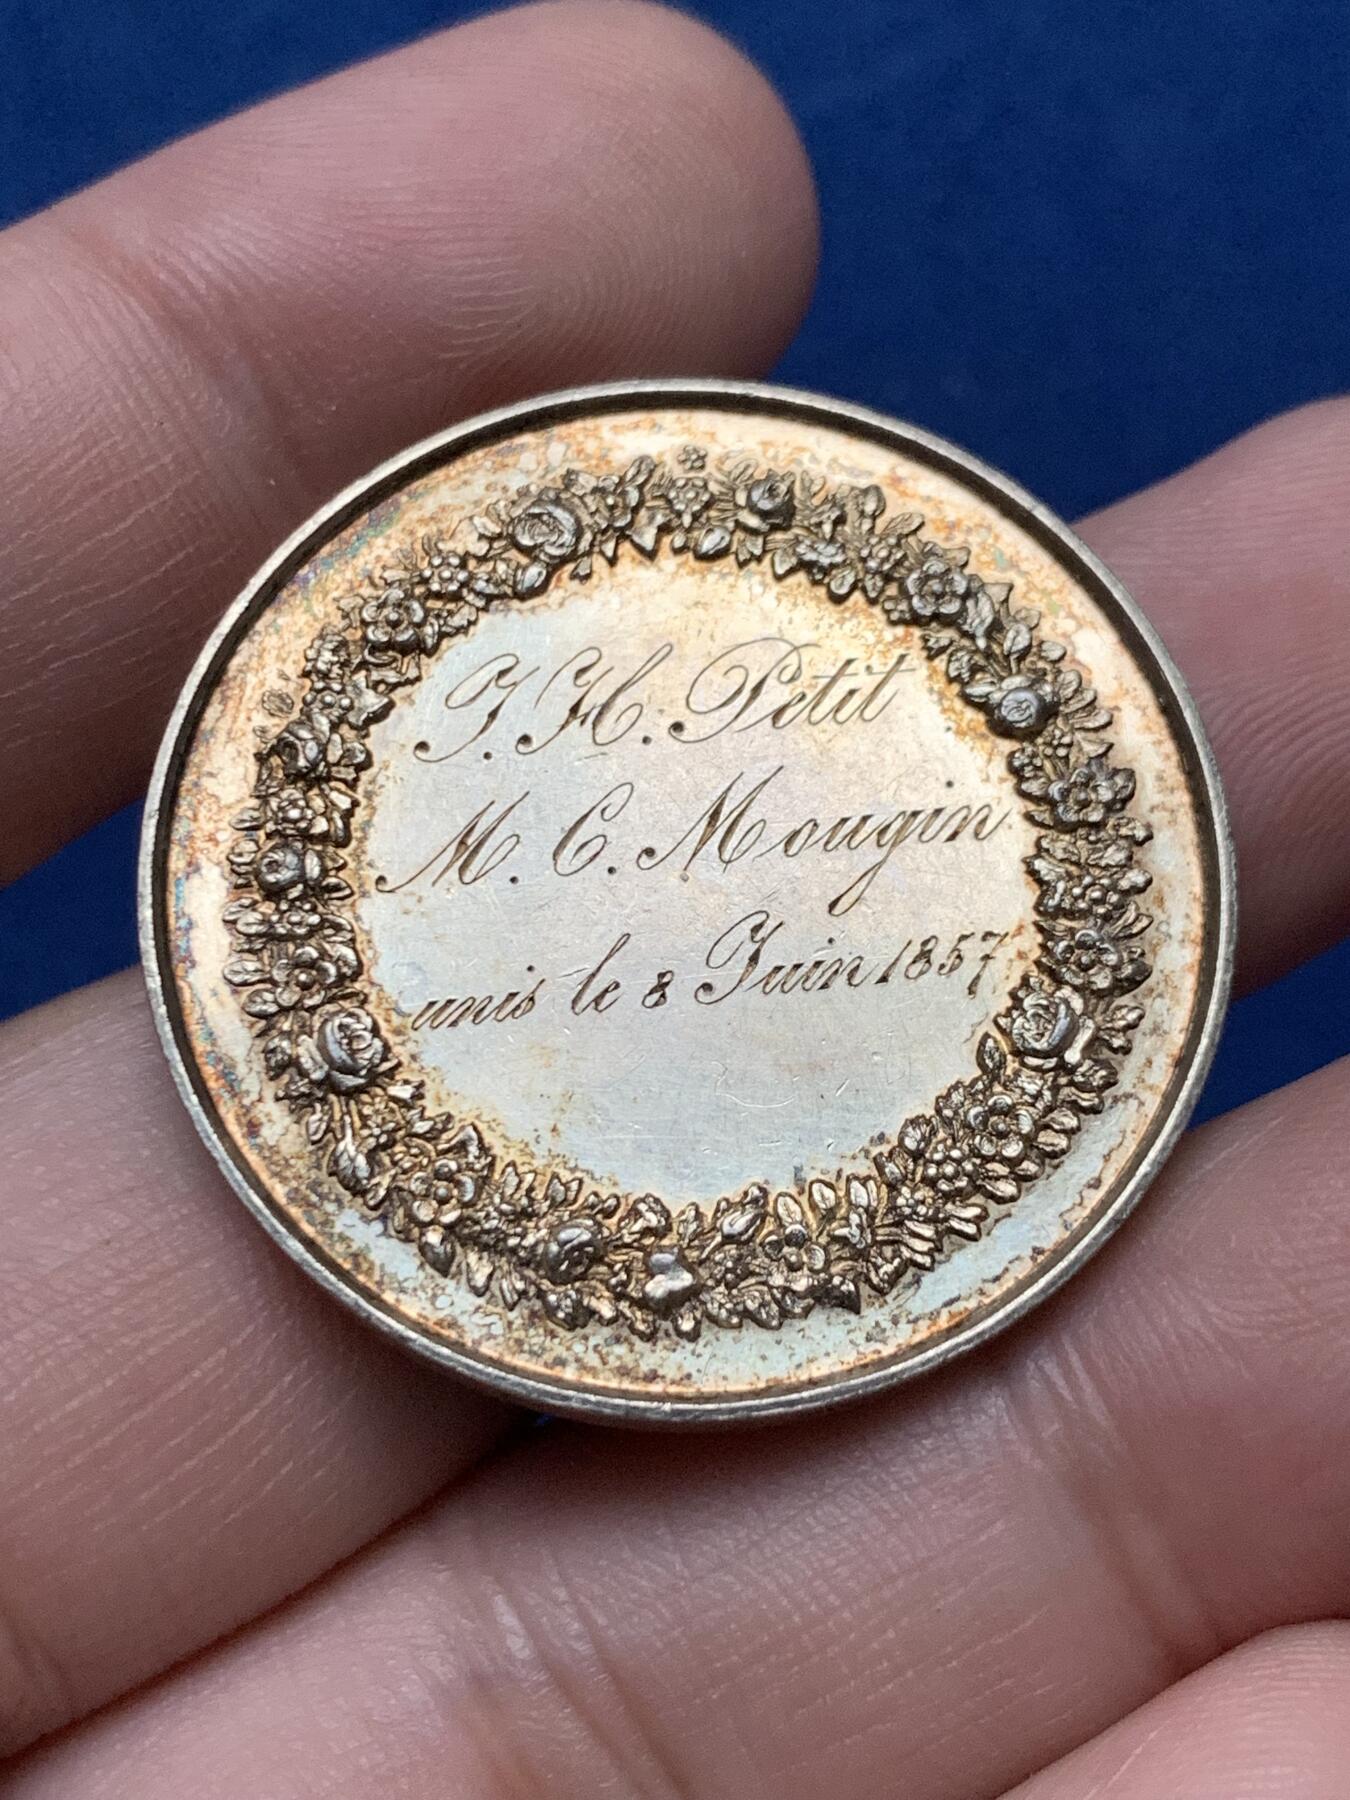 J. H. Petit
M. C. Mougin
unis le 8 Juin 1857